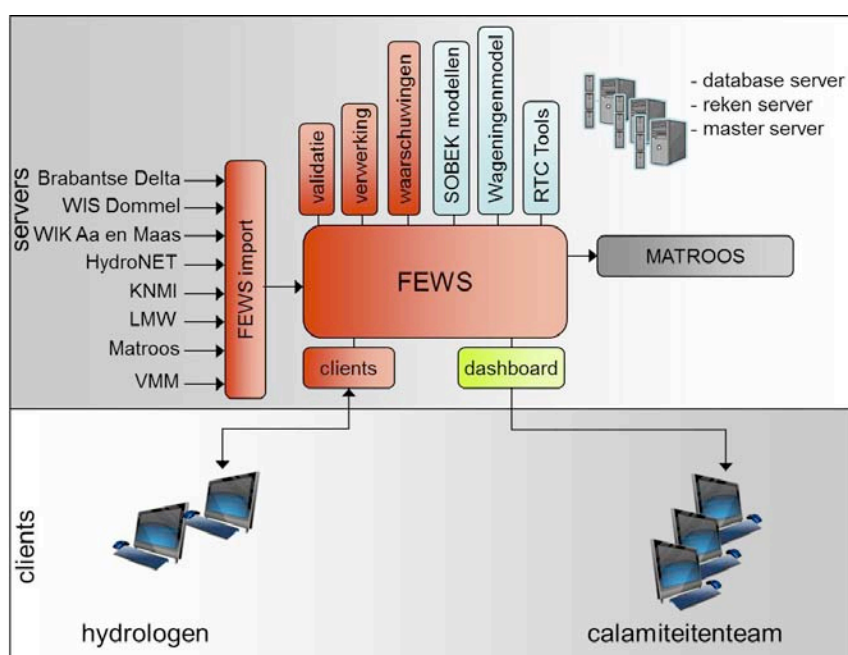 servers
Brabantse Delta
WIS Dommel
WIK Aa en Maas
HydroNET
KNMI
LMW
Matroos
VMM
FEWS import
validatie
verwerking
waarschuwingen
SOBEK modellen
Wageningenmodel
RTC Tools
FEWS
clients
dashboard
- database server
- reken server
- master server
MATROOS
clients
hydrologen
calamiteitenteam